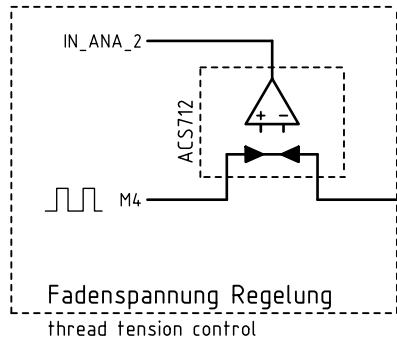 IN_ANA_2
ACS712
+ -
M4
Fadenspannung Regelung
thread tension control